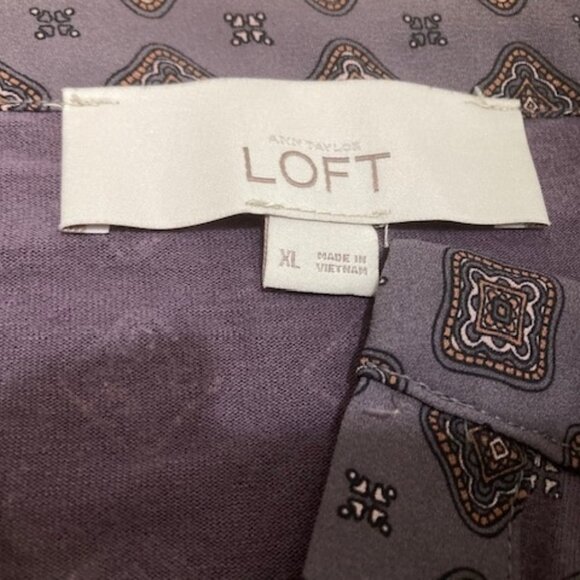 ANN TAYLOR
LOFT
XL
MADE IN
VIETNAM